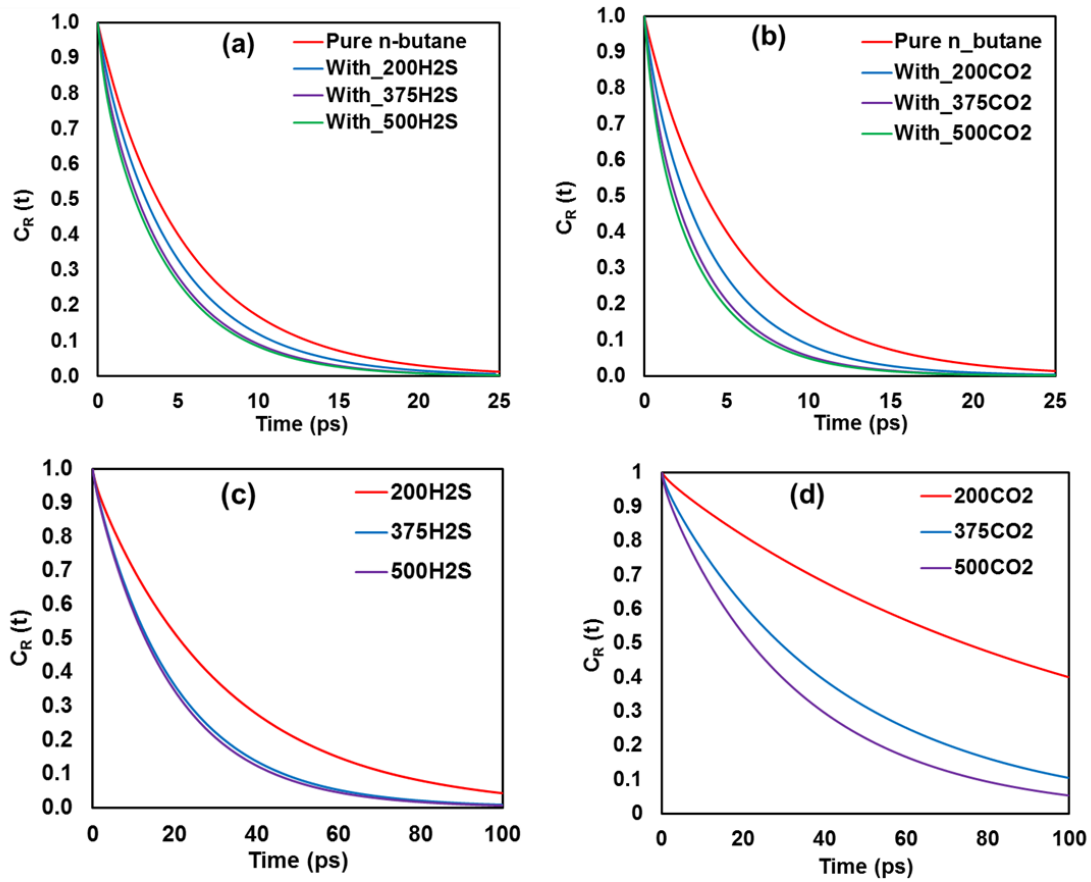 (a)
Pure n-butane
With_200H2S
With_375H2S
With_500H2S
1.0
0.9
0.8
0.7
0.6
0.5
0.4
0.3
0.2
0.1
0.0
C_R (t)
0 5 10 15 20 25
Time (ps)
(b)
Pure n_butane
With_200CO2
With_375CO2
With_500CO2
1.0
0.9
0.8
0.7
0.6
0.5
0.4
0.3
0.2
0.1
0.0
C_R (t)
0 5 10 15 20 25
Time (ps)
(c)
200H2S
375H2S
500H2S
1.0
0.9
0.8
0.7
0.6
0.5
0.4
0.3
0.2
0.1
0.0
C_R (t)
0 20 40 60 80 100
Time (ps)
(d)
200CO2
375CO2
500CO2
1
0.9
0.8
0.7
0.6
0.5
0.4
0.3
0.2
0.1
0
C_R (t)
0 20 40 60 80 100
Time (ps)